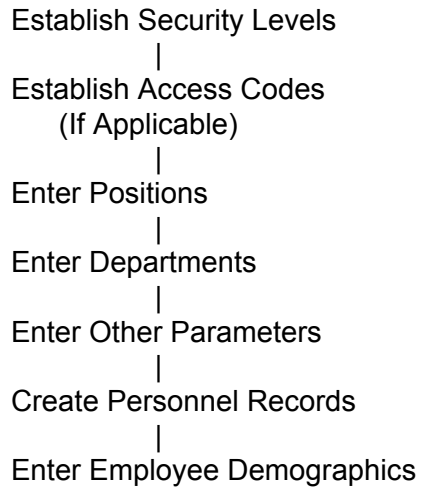 Establish Security Levels
|
Establish Access Codes
(If Applicable)
|
Enter Positions
|
Enter Departments
|
Enter Other Parameters
|
Create Personnel Records
|
Enter Employee Demographics